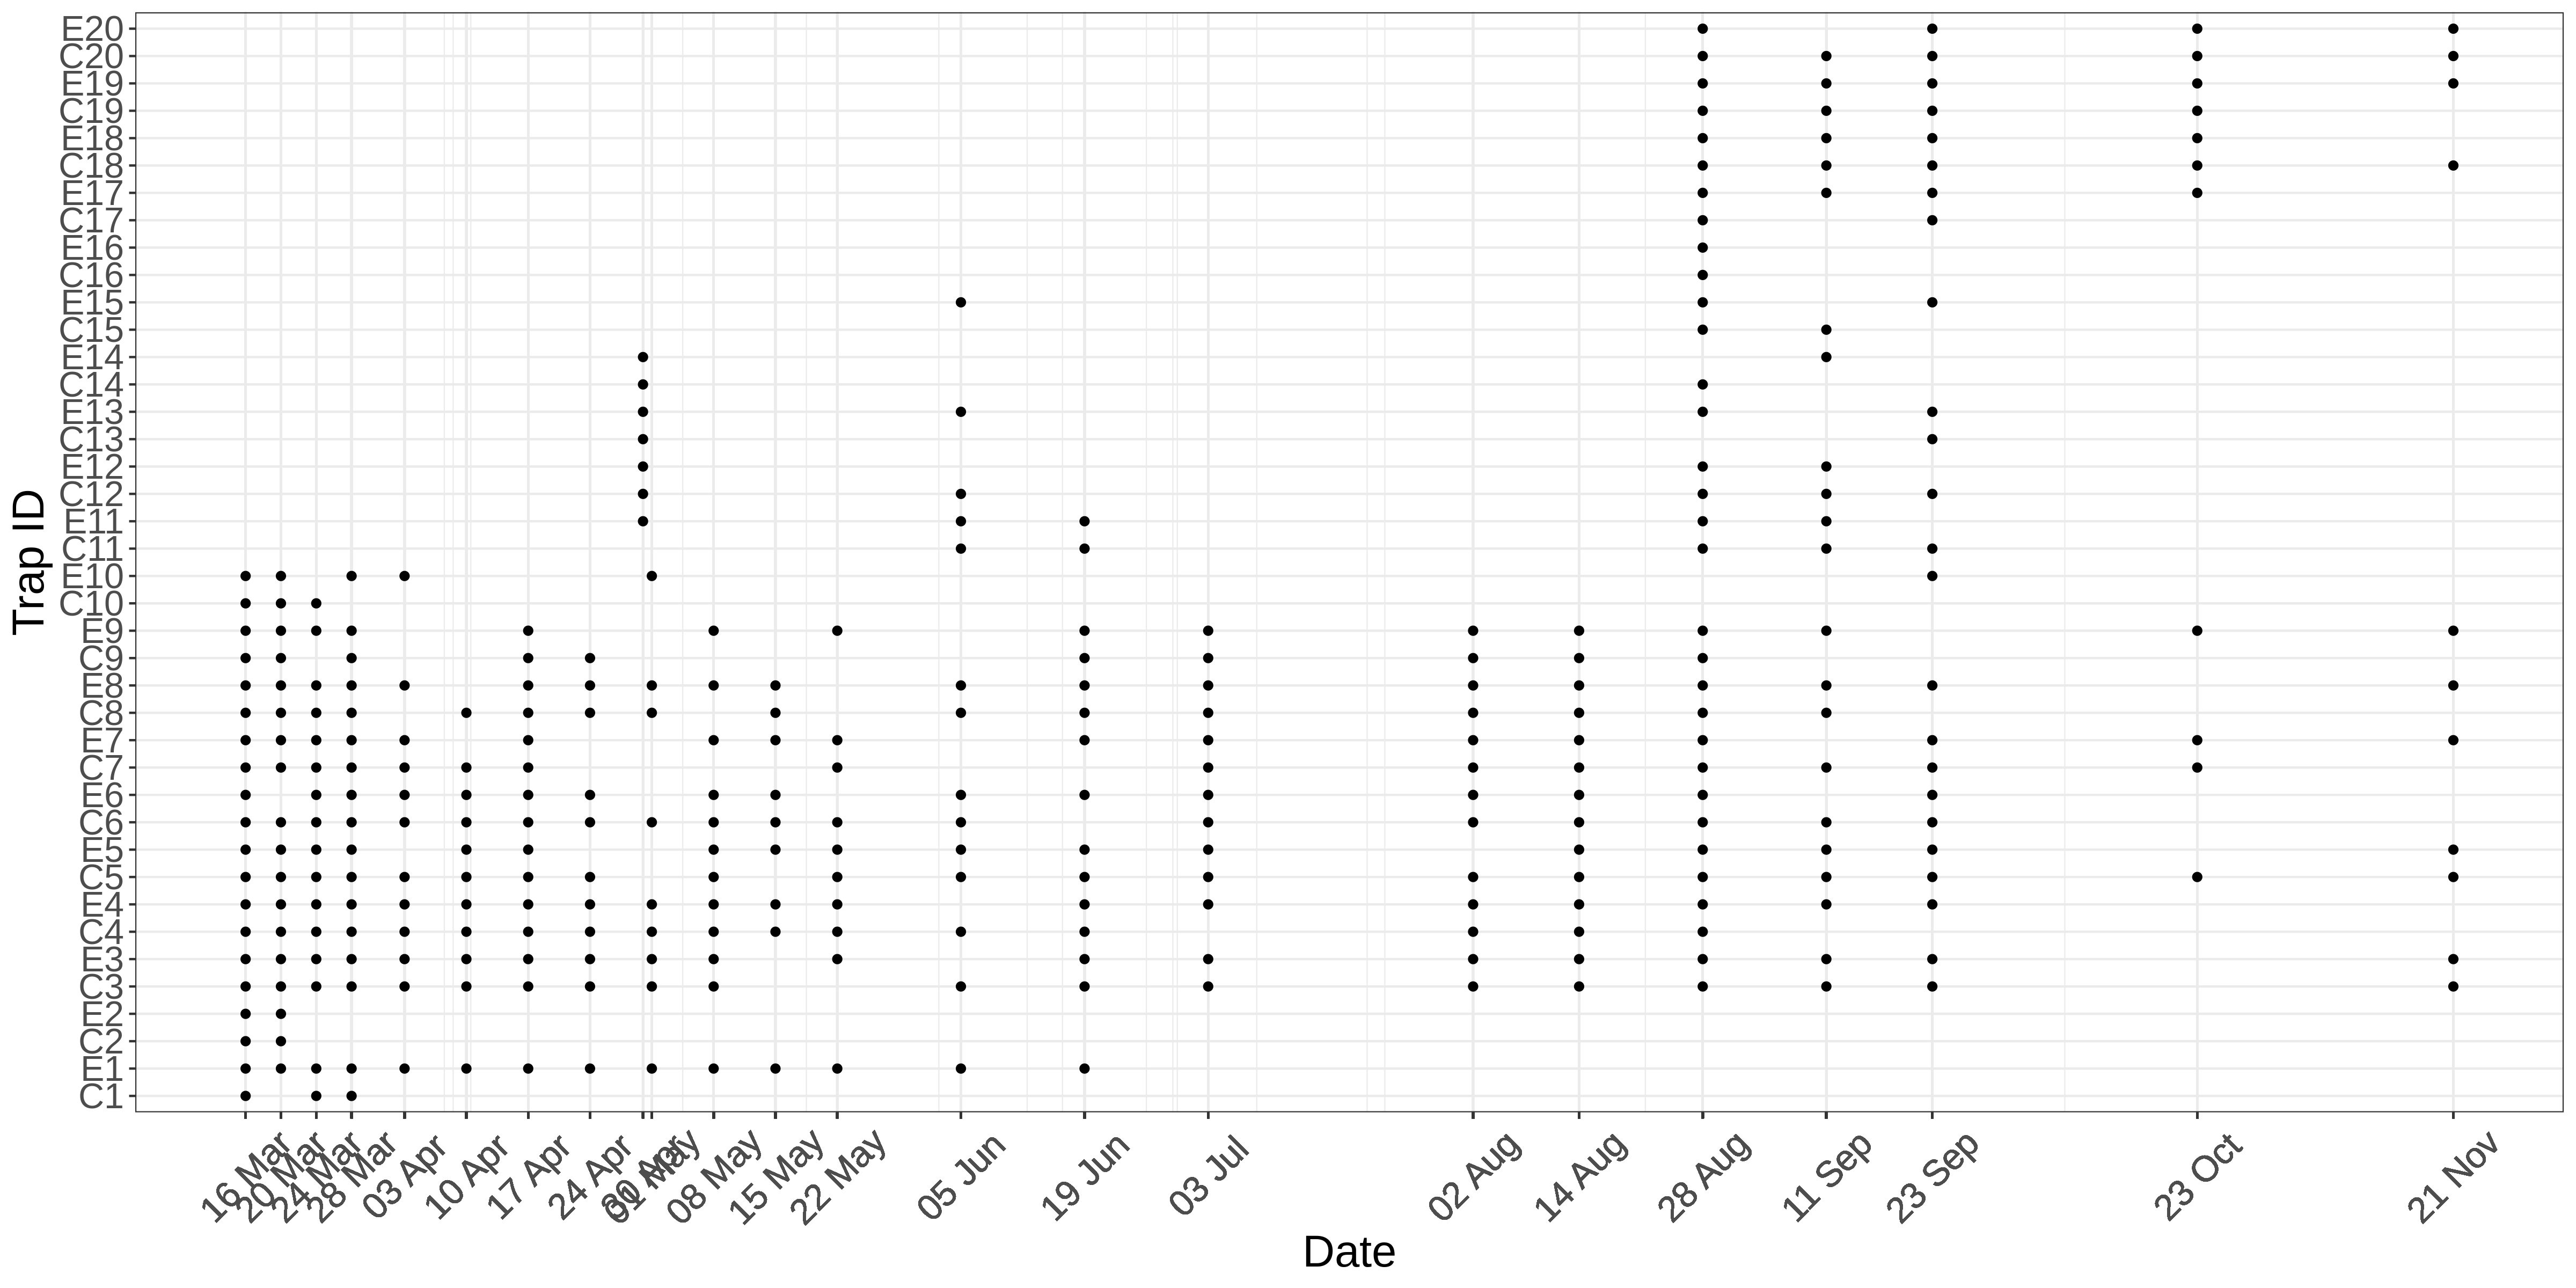 Trap ID
E20
C20
E19
C19
E18
C18
E17
C17
E16
C16
E15
C15
E14
C14
E13
C13
E12
C12
E11
C11
E10
C10
E9
C9
E8
C8
E7
C7
E6
C6
E5
C5
E4
C4
E3
C3
E2
C2
E1
C1
16 Mar
20 Mar
24 Mar
28 Mar
03 Apr
10 Apr
17 Apr
24 Apr
30 Apr
01 May
08 May
15 May
22 May
05 Jun
19 Jun
03 Jul
02 Aug
14 Aug
28 Aug
11 Sep
23 Sep
23 Oct
21 Nov
Date